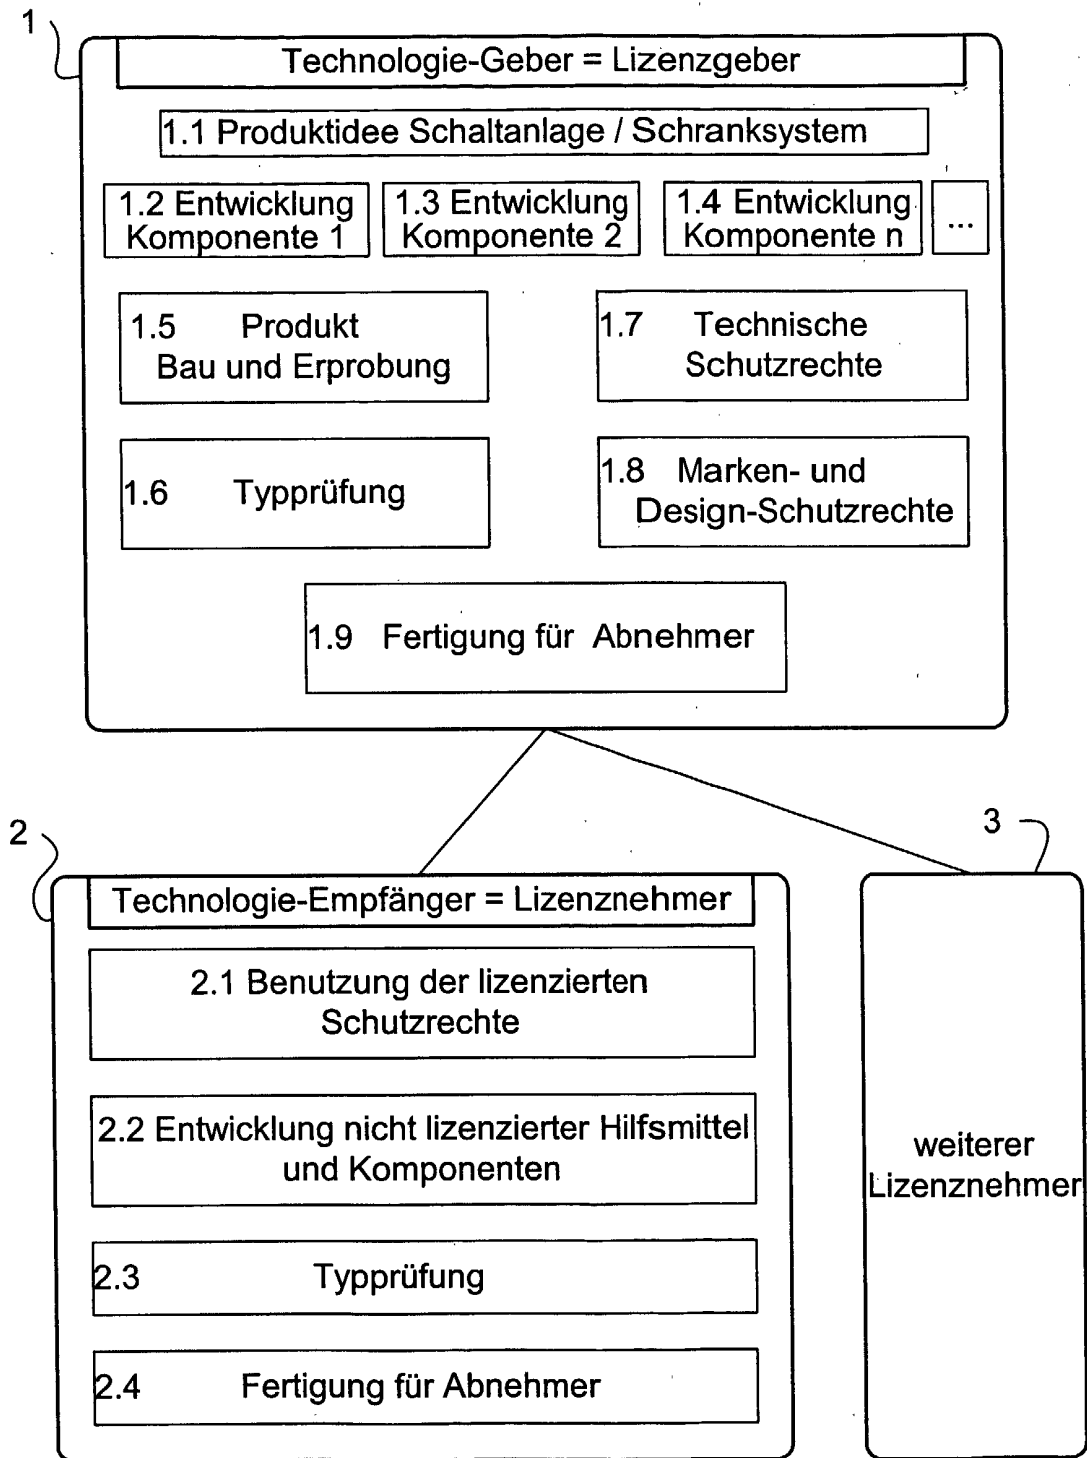 1
Technologie-Geber = Lizenzgeber
1.1 Produktidee Schaltanlage / Schranksystem
1.2 Entwicklung
Komponente 1
1.3 Entwicklung
Komponente 2
1.4 Entwicklung
Komponente n
...
1.5 Produkt
Bau und Erprobung
1.7 Technische
Schutzrechte
1.6 Typprüfung
1.8 Marken- und
Design-Schutzrechte
1.9 Fertigung für Abnehmer
2
Technologie-Empfänger = Lizenznehmer
2.1 Benutzung der lizenzierten
Schutzrechte
2.2 Entwicklung nicht lizenzierter Hilfsmittel
und Komponenten
2.3 Typprüfung
2.4 Fertigung für Abnehmer
3
weiterer
Lizenznehmer